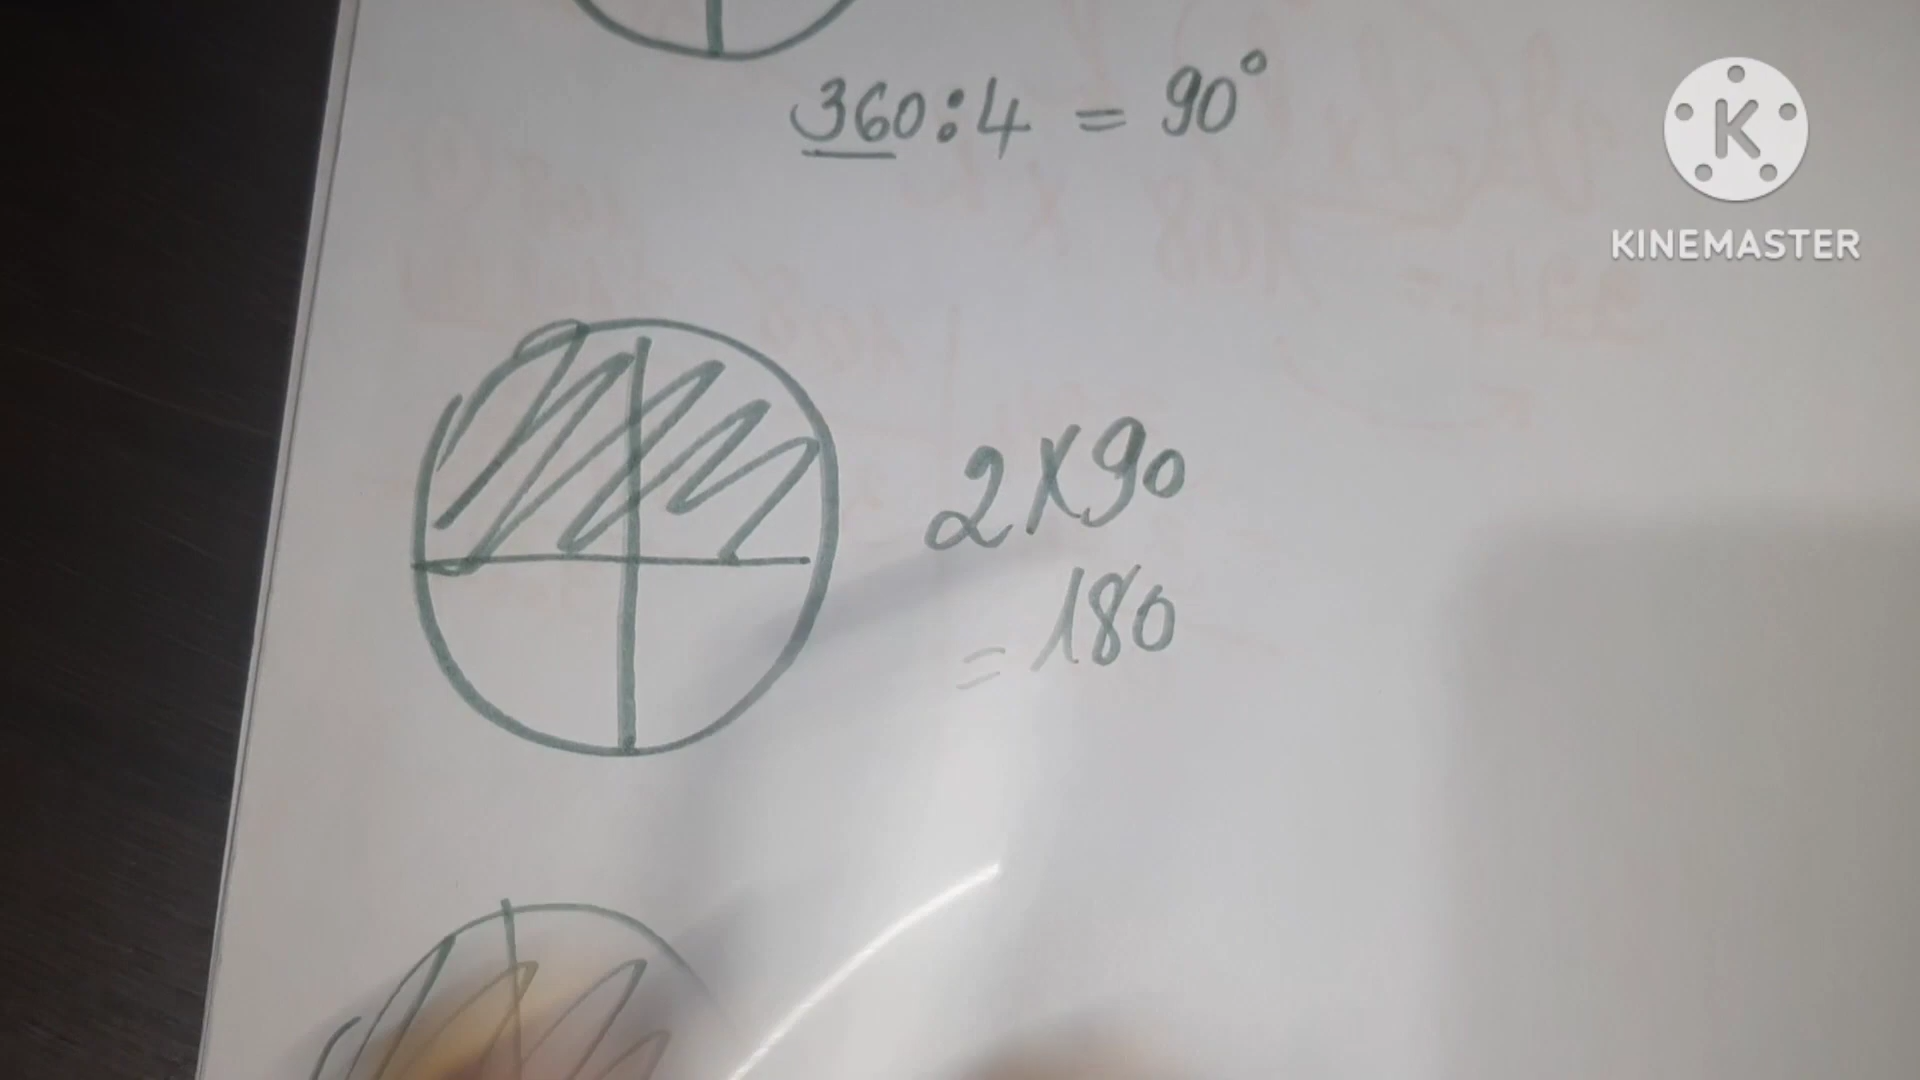 360:4 = 90°
K
KINEMASTER
2x90
= 180